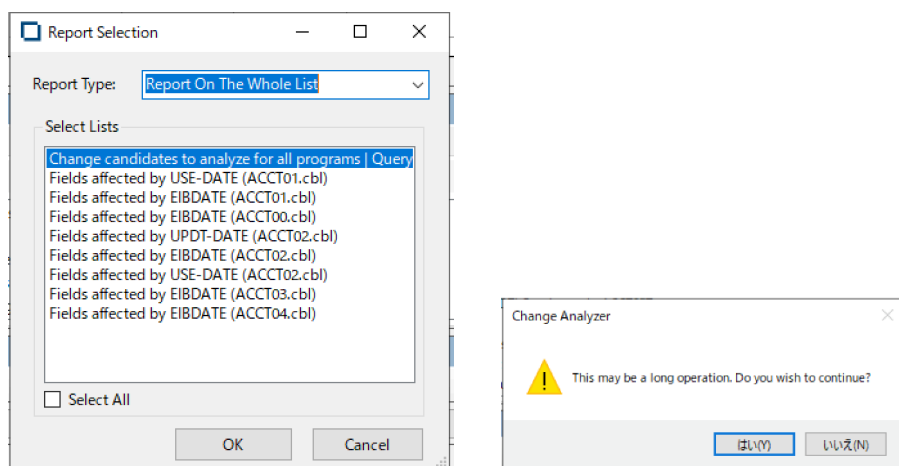 Report Selection
Report Type:
Report On The Whole List
Select Lists
Change candidates to analyze for all programs | Query
Fields affected by USE-DATE (ACCT01.cbl)
Fields affected by EIBDATE (ACCT01.cbl)
Fields affected by EIBDATE (ACCT00.cbl)
Fields affected by UPDT-DATE (ACCT02.cbl)
Fields affected by EIBDATE (ACCT02.cbl)
Fields affected by USE-DATE (ACCT02.cbl)
Fields affected by EIBDATE (ACCT03.cbl)
Fields affected by EIBDATE (ACCT04.cbl)
Select All
OK
Cancel
Change Analyzer
This may be a long operation. Do you wish to continue?
はい(Y)
いいえ(N)